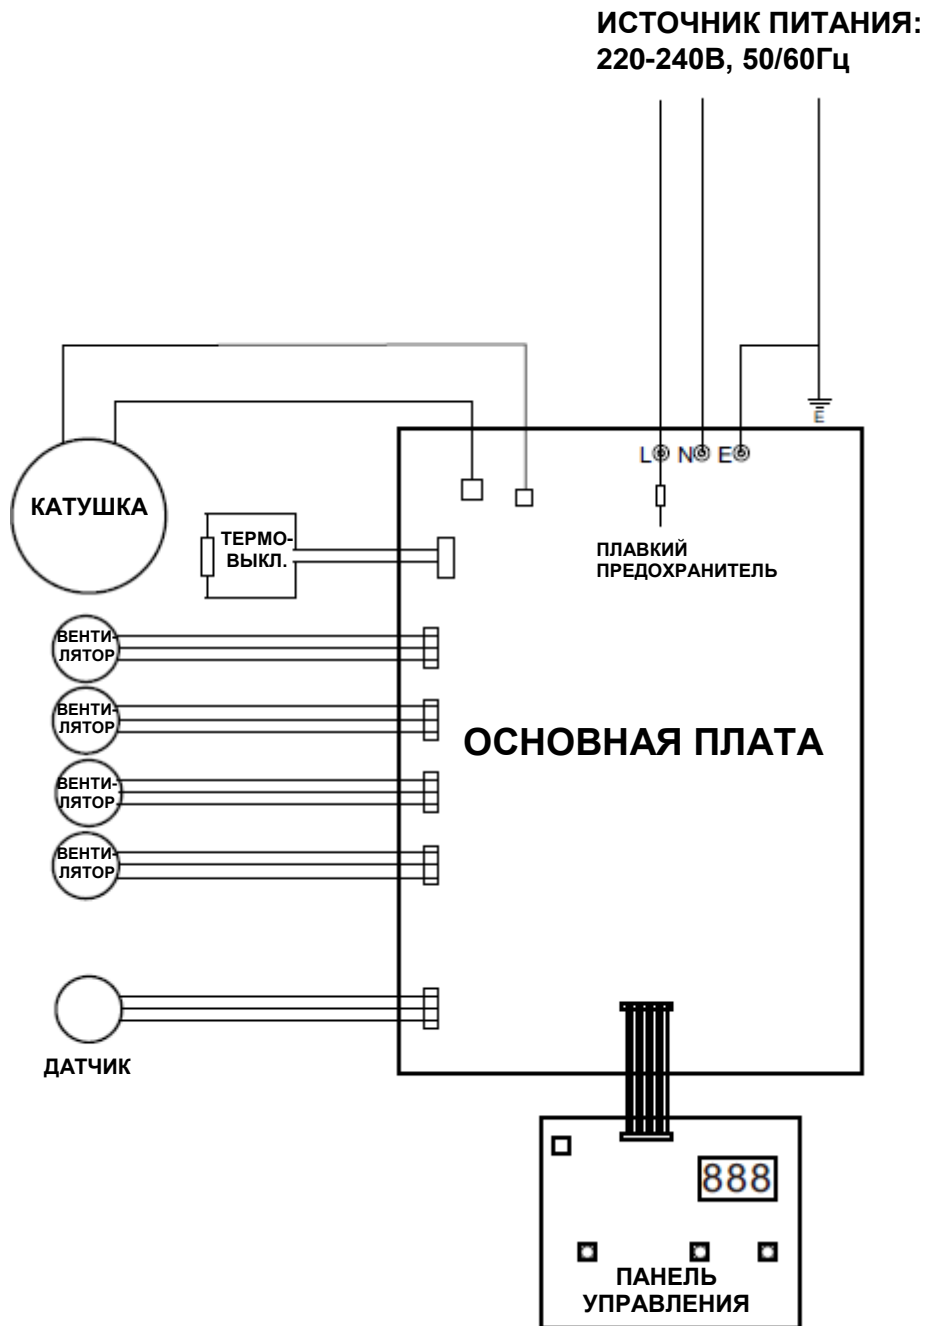 ИСТОЧНИК ПИТАНИЯ:
220-240В, 50/60Гц
E
L N E
КАТУШКА
ТЕРМО-
ВЫКЛ.
ПЛАВКИЙ
ПРЕДОХРАНИТЕЛЬ
ВЕНТИ-
ЛЯТОР
ВЕНТИ-
ЛЯТОР
ВЕНТИ-
ЛЯТОР
ВЕНТИ-
ЛЯТОР
ОСНОВНАЯ ПЛАТА
ДАТЧИК
888
ПАНЕЛЬ
УПРАВЛЕНИЯ